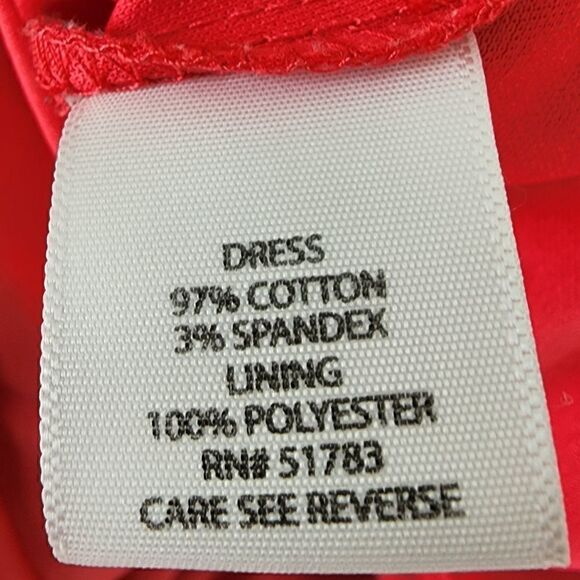 DRESS
97% COTTON
3% SPANDEX
LINING
100% POLYESTER
RN# 51783
CARE SEE REVERSE